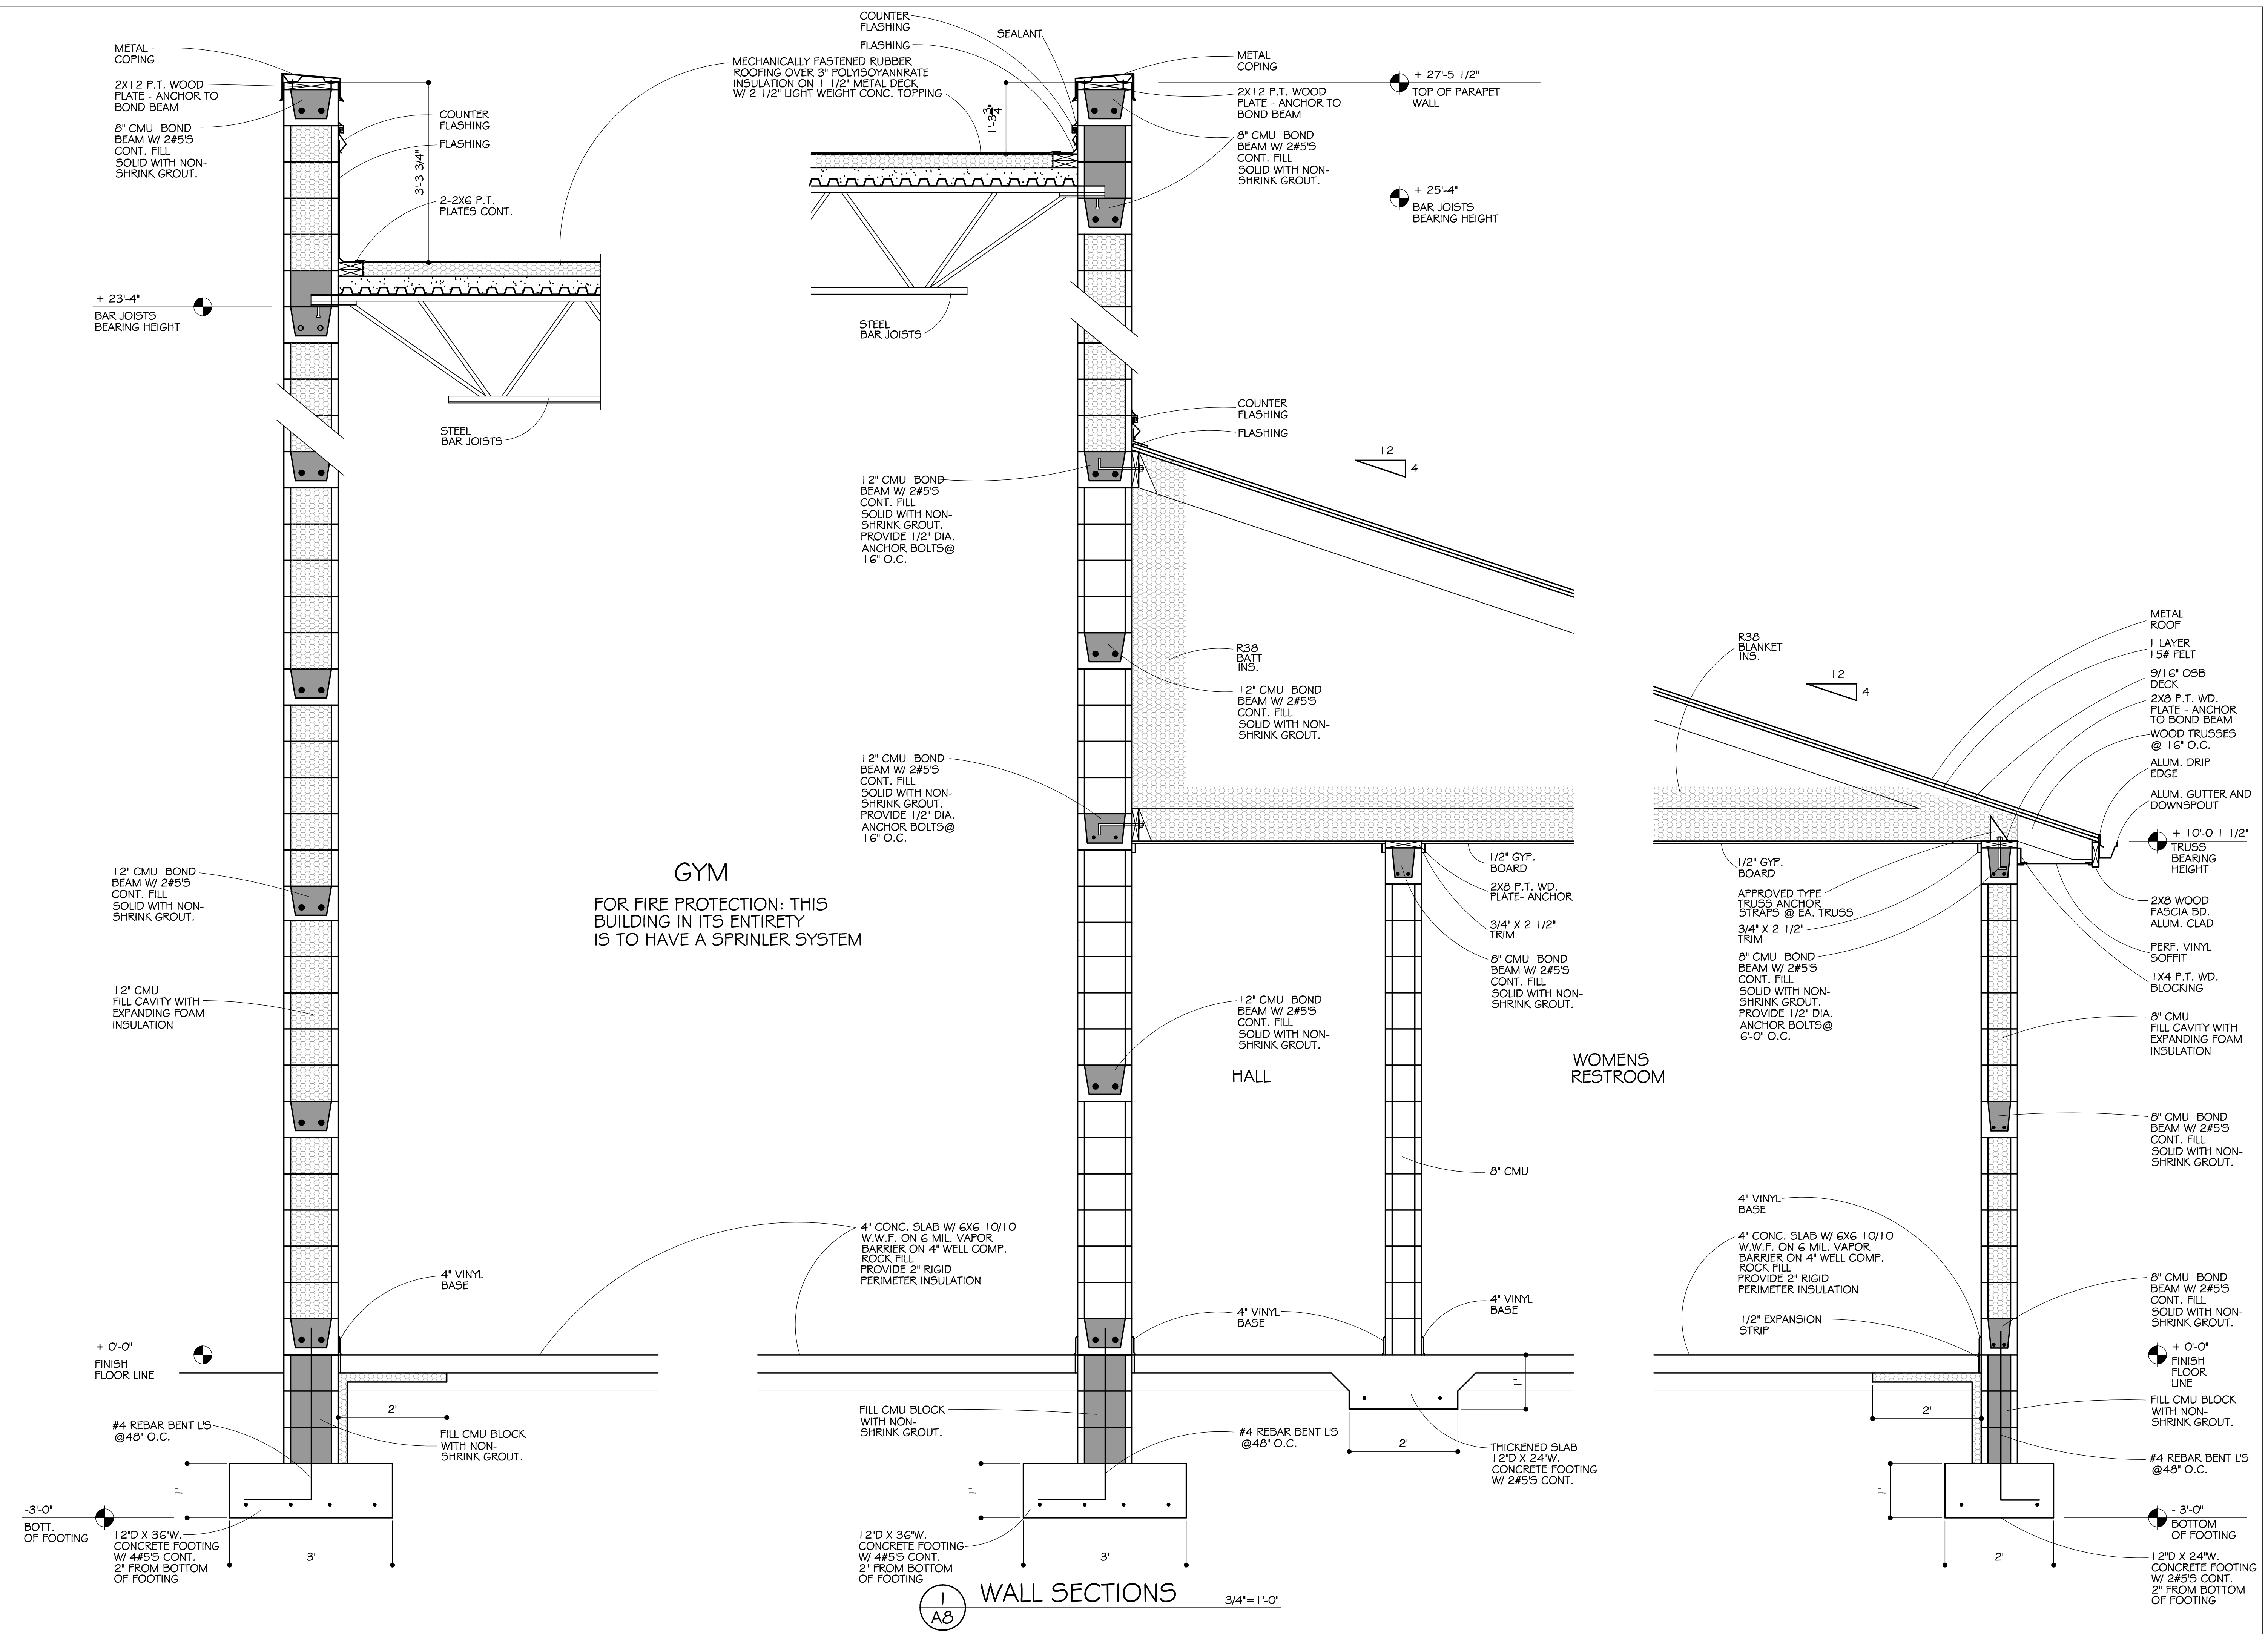 METAL
COPING
2X12 P.T. WOOD
PLATE - ANCHOR TO
BOND BEAM
8" CMU BOND
BEAM W/ 2#5'S
CONT. FILL
SOLID WITH NON-
SHRINK GROUT.
COUNTER
FLASHING
FLASHING
3'-3 3/4"
2-2X6 P.T.
PLATES CONT.
+ 23'-4"
BAR JOISTS
BEARING HEIGHT
STEEL
BAR JOISTS
MECHANICALLY FASTENED RUBBER
ROOFING OVER 3" POLYISOYANNRATE
INSULATION ON 1 1/2" METAL DECK
W/ 2 1/2" LIGHT WEIGHT CONC. TOPPING
COUNTER
FLASHING
FLASHING
SEALANT
METAL
COPING
2X12 P.T. WOOD
PLATE - ANCHOR TO
BOND BEAM
8" CMU BOND
BEAM W/ 2#5'S
CONT. FILL
SOLID WITH NON-
SHRINK GROUT.
1'-3 3/4"
+ 27'-5 1/2"
TOP OF PARAPET
WALL
+ 25'-4"
BAR JOISTS
BEARING HEIGHT
STEEL
BAR JOISTS
COUNTER
FLASHING
FLASHING
12
4
12" CMU BOND
BEAM W/ 2#5'S
CONT. FILL
SOLID WITH NON-
SHRINK GROUT.
PROVIDE 1/2" DIA.
ANCHOR BOLTS@
16" O.C.
R38
BATT
INS.
12" CMU BOND
BEAM W/ 2#5'S
CONT. FILL
SOLID WITH NON-
SHRINK GROUT.
12" CMU BOND
BEAM W/ 2#5'S
CONT. FILL
SOLID WITH NON-
SHRINK GROUT.
PROVIDE 1/2" DIA.
ANCHOR BOLTS@
16" O.C.
R38
BLANKET
INS.
12
4
METAL
ROOF
1 LAYER
15# FELT
9/16" OSB
DECK
2X8 P.T. WD.
PLATE - ANCHOR
TO BOND BEAM
WOOD TRUSSES
@ 16" O.C.
ALUM. DRIP
EDGE
ALUM. GUTTER AND
DOWNSPOUT
+ 10'-0 1 1/2"
TRUSS
BEARING
HEIGHT
2X8 WOOD
FASCIA BD.
ALUM. CLAD
PERF. VINYL
SOFFIT
1X4 P.T. WD.
BLOCKING
8" CMU
FILL CAVITY WITH
EXPANDING FOAM
INSULATION
8" CMU BOND
BEAM W/ 2#5'S
CONT. FILL
SOLID WITH NON-
SHRINK GROUT.
12" CMU BOND
BEAM W/ 2#5'S
CONT. FILL
SOLID WITH NON-
SHRINK GROUT.
12" CMU
FILL CAVITY WITH
EXPANDING FOAM
INSULATION
GYM
FOR FIRE PROTECTION: THIS
BUILDING IN ITS ENTIRETY
IS TO HAVE A SPRINLER SYSTEM
1/2" GYP.
BOARD
2X8 P.T. WD.
PLATE- ANCHOR
3/4" X 2 1/2"
TRIM
8" CMU BOND
BEAM W/ 2#5'S
CONT. FILL
SOLID WITH NON-
SHRINK GROUT.
12" CMU BOND
BEAM W/ 2#5'S
CONT. FILL
SOLID WITH NON-
SHRINK GROUT.
HALL
WOMENS
RESTROOM
1/2" GYP.
BOARD
APPROVED TYPE
TRUSS ANCHOR
STRAPS @ EA. TRUSS
3/4" X 2 1/2"
TRIM
8" CMU BOND
BEAM W/ 2#5'S
CONT. FILL
SOLID WITH NON-
SHRINK GROUT.
PROVIDE 1/2" DIA.
ANCHOR BOLTS@
6'-0" O.C.
8" CMU
4" VINYL
BASE
4" CONC. SLAB W/ 6X6 10/10
W.W.F. ON 6 MIL. VAPOR
BARRIER ON 4" WELL COMP.
ROCK FILL
PROVIDE 2" RIGID
PERIMETER INSULATION
4" VINYL
BASE
4" VINYL
BASE
4" VINYL
BASE
4" CONC. SLAB W/ 6X6 10/10
W.W.F. ON 6 MIL. VAPOR
BARRIER ON 4" WELL COMP.
ROCK FILL
PROVIDE 2" RIGID
PERIMETER INSULATION
1/2" EXPANSION
STRIP
8" CMU BOND
BEAM W/ 2#5'S
CONT. FILL
SOLID WITH NON-
SHRINK GROUT.
+ 0'-0"
FINISH
FLOOR LINE
+ 0'-0"
FINISH
FLOOR
LINE
#4 REBAR BENT L'S
@48" O.C.
2'
FILL CMU BLOCK
WITH NON-
SHRINK GROUT.
FILL CMU BLOCK
WITH NON-
SHRINK GROUT.
#4 REBAR BENT L'S
@48" O.C.
1'
2'
THICKENED SLAB
12"D X 24"W.
CONCRETE FOOTING
W/ 2#5'S CONT.
2'
FILL CMU BLOCK
WITH NON-
SHRINK GROUT.
#4 REBAR BENT L'S
@48" O.C.
1'
1'
1'
-3'-0"
BOTT.
OF FOOTING
12"D X 36"W.
CONCRETE FOOTING
W/ 4#5'S CONT.
2" FROM BOTTOM
OF FOOTING
3'
12"D X 36"W.
CONCRETE FOOTING
W/ 4#5'S CONT.
2" FROM BOTTOM
OF FOOTING
3'
2'
- 3'-0"
BOTTOM
OF FOOTING
12"D X 24"W.
CONCRETE FOOTING
W/ 2#5'S CONT.
2" FROM BOTTOM
OF FOOTING
1
A8
WALL SECTIONS
3/4"=1'-0"